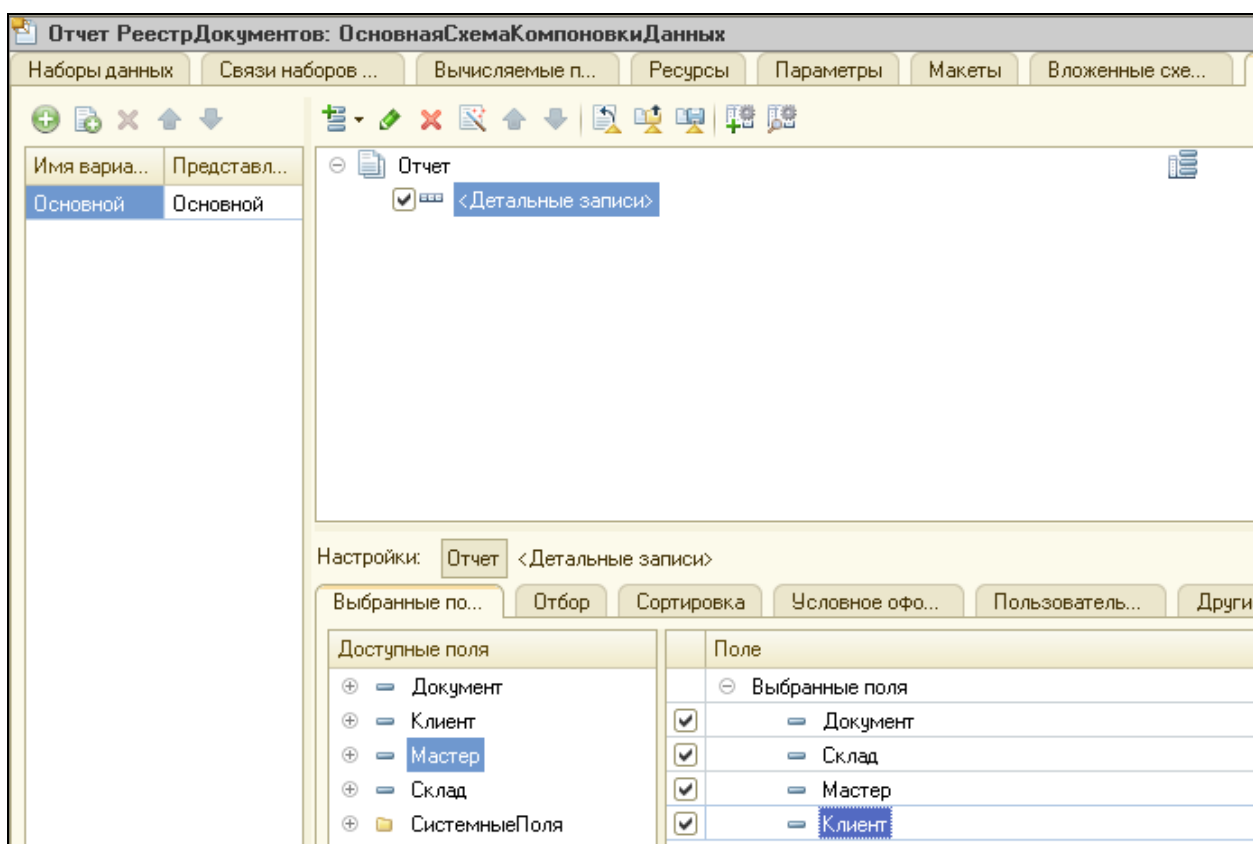 Отчет РеестрДокументов: ОсновнаяСхемаКомпоновкиДанных
Наборы данных Связи наборов ... Вычисляемые п... Ресурсы Параметры Макеты Вложенные схе...
Имя вариа... Представл...
Основной Основной
Отчет
<Детальные записи>
Настройки: Отчет <Детальные записи>
Выбранные по... Отбор Сортировка Условное офо... Пользователь... Други
Доступные поля Поле
Документ Выбранные поля
Клиент Документ
Мастер Склад
Склад Мастер
СистемныеПоля Клиент